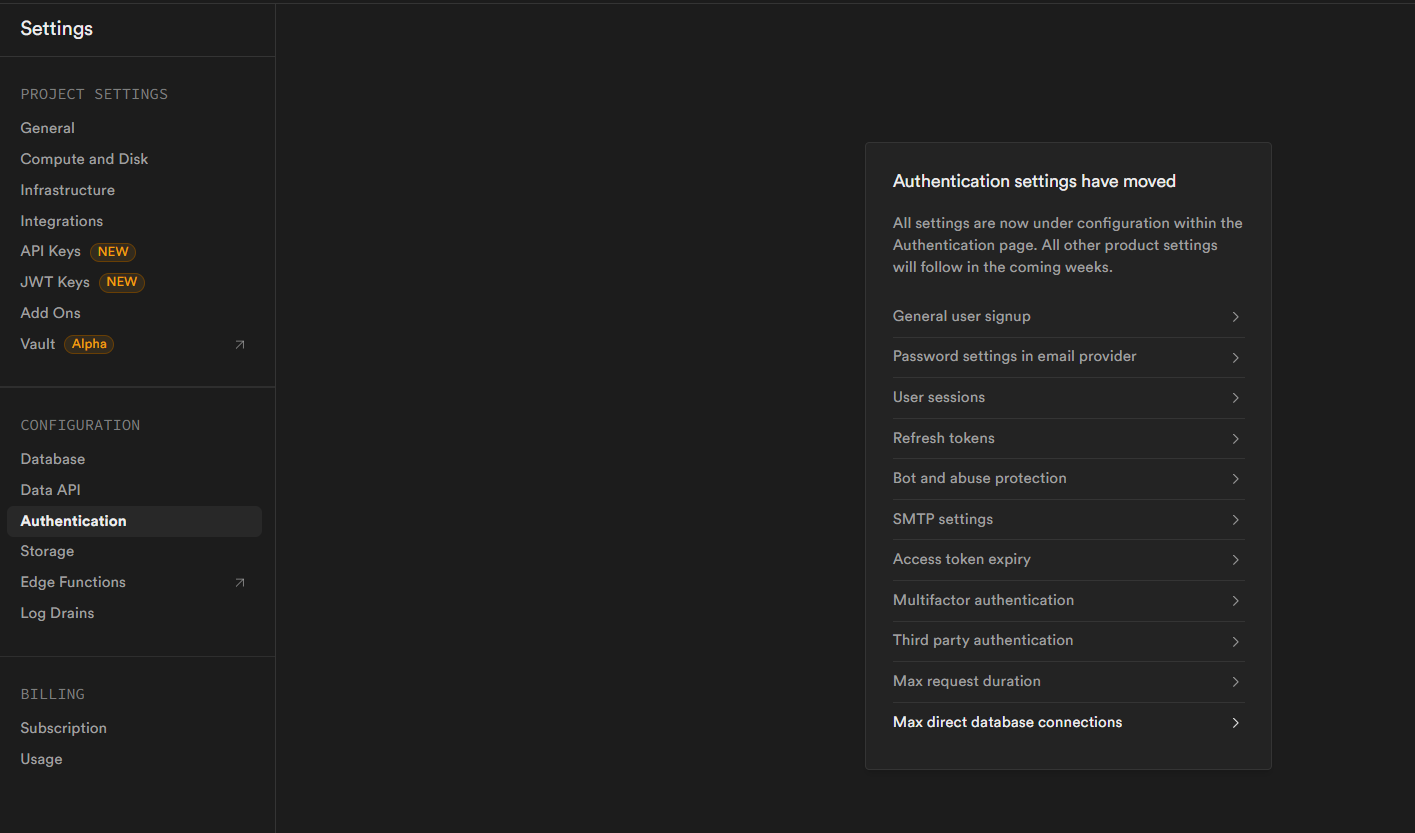 Settings
PROJECT SETTINGS
General
Compute and Disk
Infrastructure
Integrations
API Keys NEW
JWT Keys NEW
Add Ons
Vault Alpha
CONFIGURATION
Database
Data API
Authentication
Storage
Edge Functions
Log Drains
BILLING
Subscription
Usage
Authentication settings have moved
All settings are now under configuration within the
Authentication page. All other product settings
will follow in the coming weeks.
General user signup
Password settings in email provider
User sessions
Refresh tokens
Bot and abuse protection
SMTP settings
Access token expiry
Multifactor authentication
Third party authentication
Max request duration
Max direct database connections